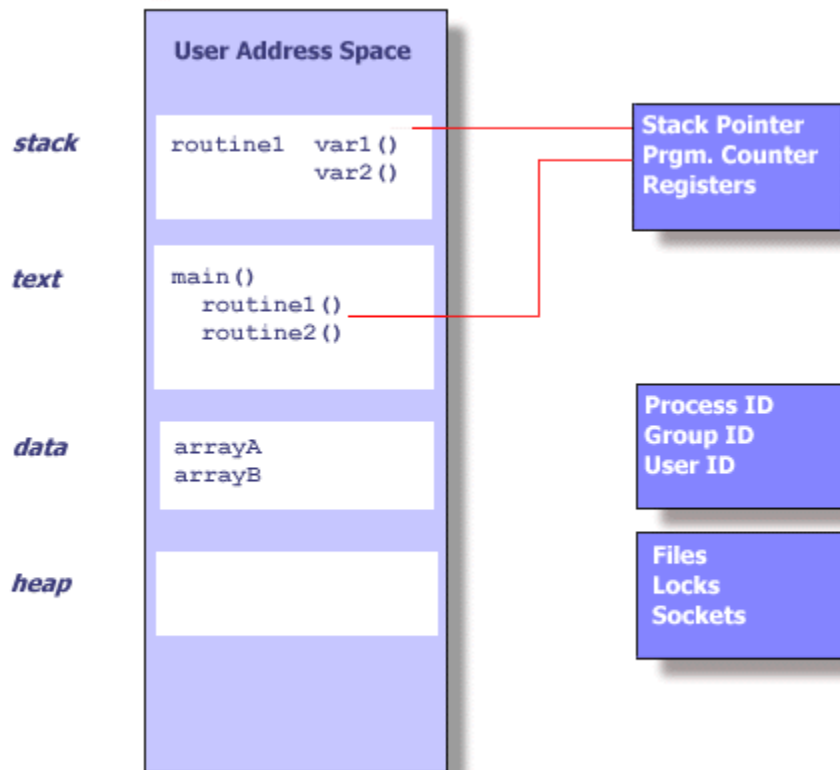 User Address Space
stack
routine1 var1()
var2()
Stack Pointer
Prgm. Counter
Registers
text
main()
routine1()
routine2()
data
arrayA
arrayB
Process ID
Group ID
User ID
heap
Files
Locks
Sockets